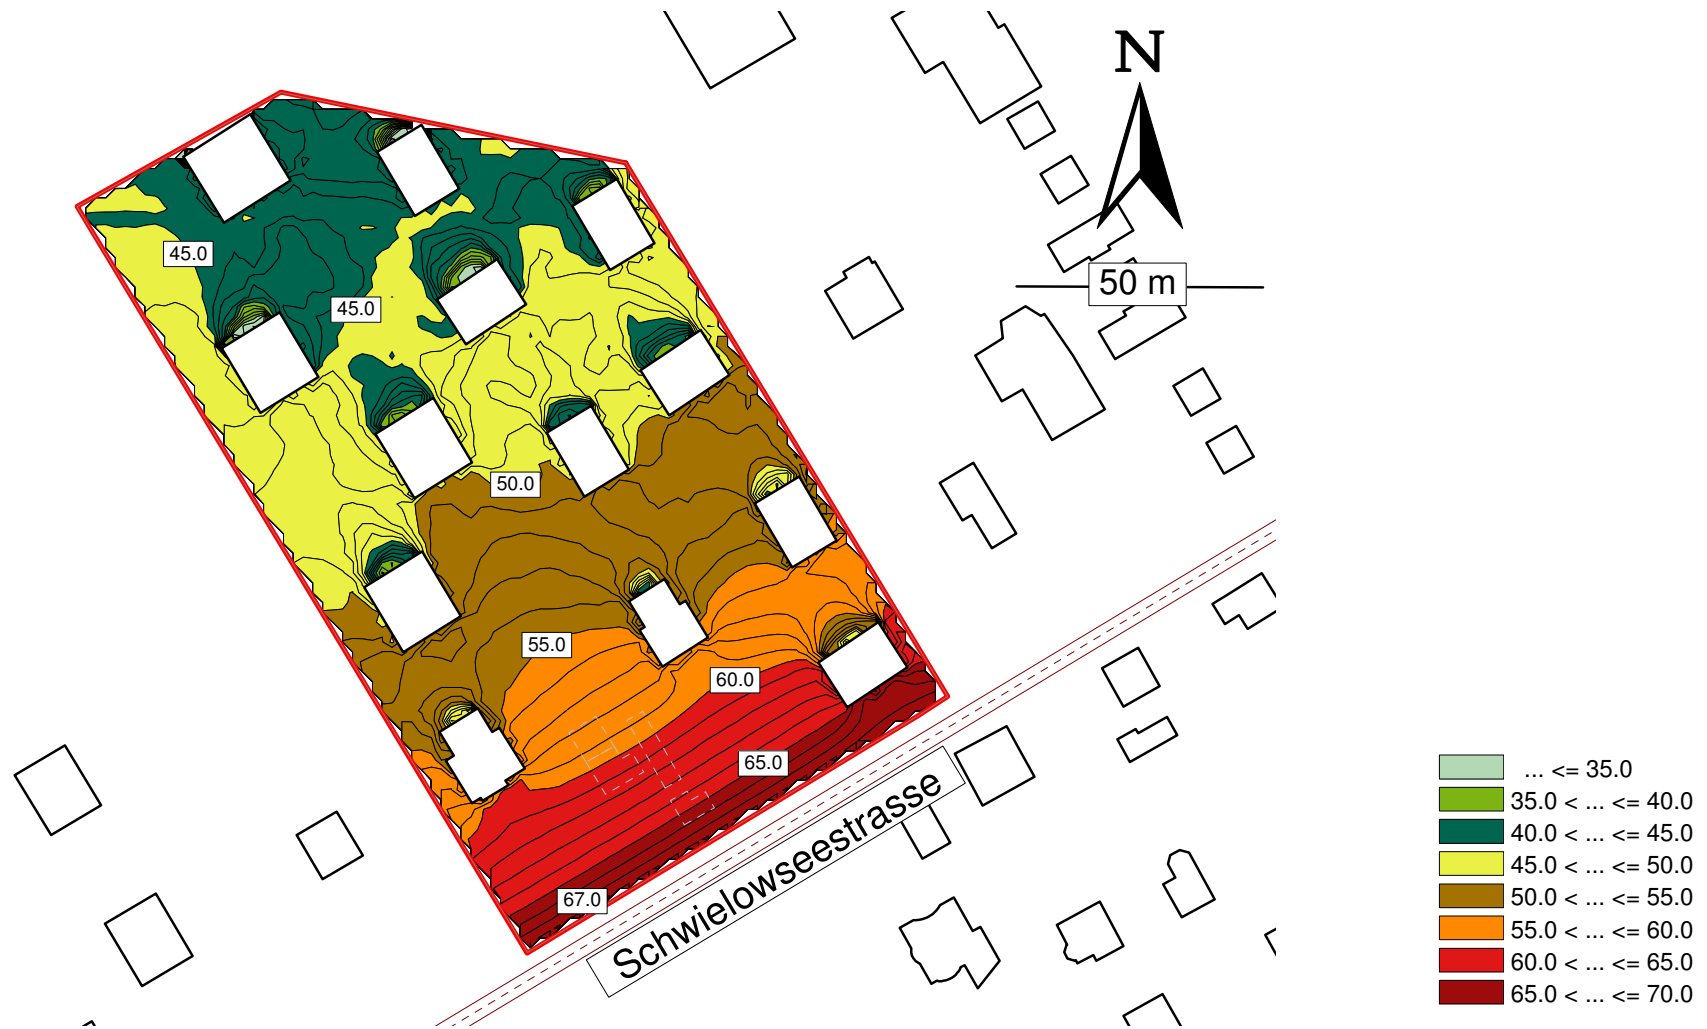 N
45.0
50 m
45.0
50.0
55.0
60.0
65.0
67.0
Schwielowseestrasse
... <= 35.0
35.0 < ... <= 40.0
40.0 < ... <= 45.0
45.0 < ... <= 50.0
50.0 < ... <= 55.0
55.0 < ... <= 60.0
60.0 < ... <= 65.0
65.0 < ... <= 70.0